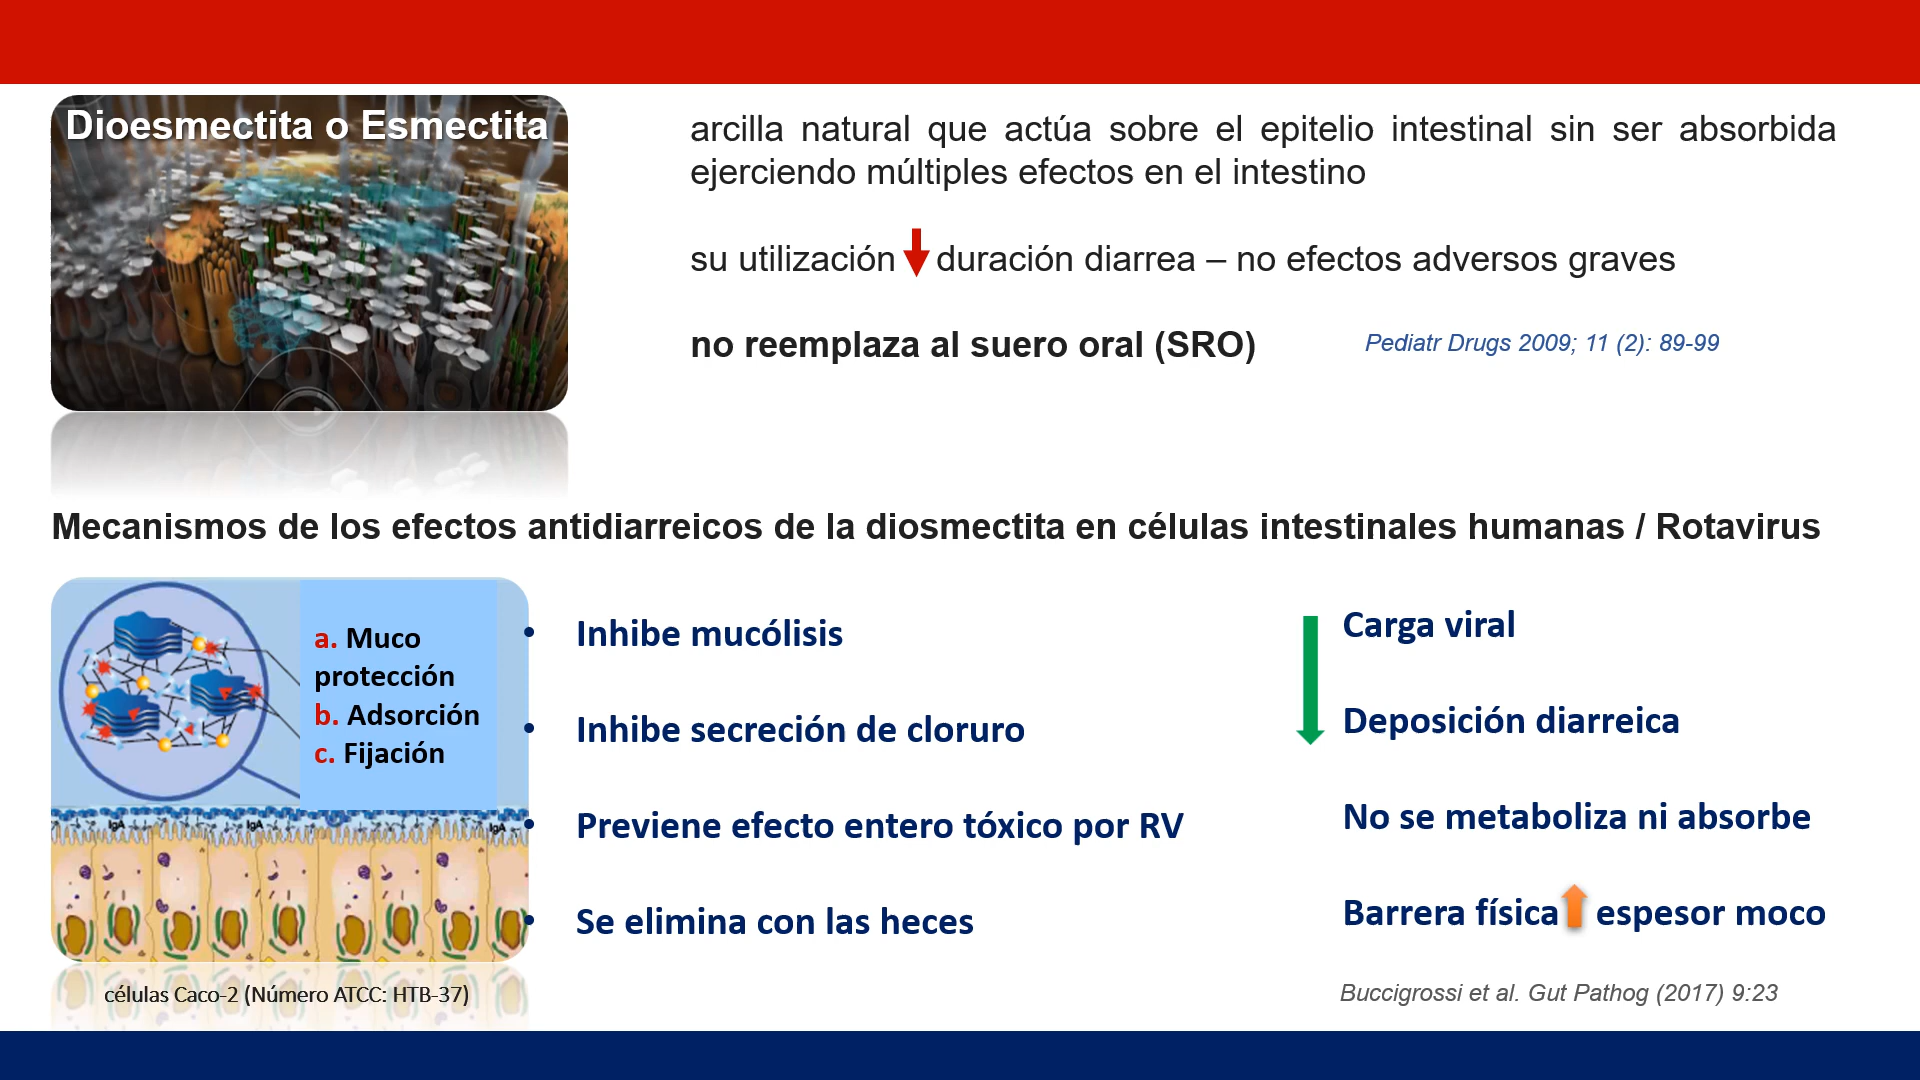 Dioesmectita o Esmectita
arcilla natural que actúa sobre el epitelio intestinal sin ser absorbida
ejerciendo múltiples efectos en el intestino
su utilización duración diarrea – no efectos adversos graves
no reemplaza al suero oral (SRO)
Pediatr Drugs 2009; 11 (2): 89-99
Mecanismos de los efectos antidiarreicos de la diosmectita en células intestinales humanas / Rotavirus
a. Muco
protección
b. Adsorción
c. Fijación
IgA
IgA
IgA
células Caco-2 (Número ATCC: HTB-37)
• Inhibe mucólisis
• Inhibe secreción de cloruro
• Previene efecto entero tóxico por RV
• Se elimina con las heces
Carga viral
Deposición diarreica
No se metaboliza ni absorbe
Barrera física espesor moco
Buccigrossi et al. Gut Pathog (2017) 9:23